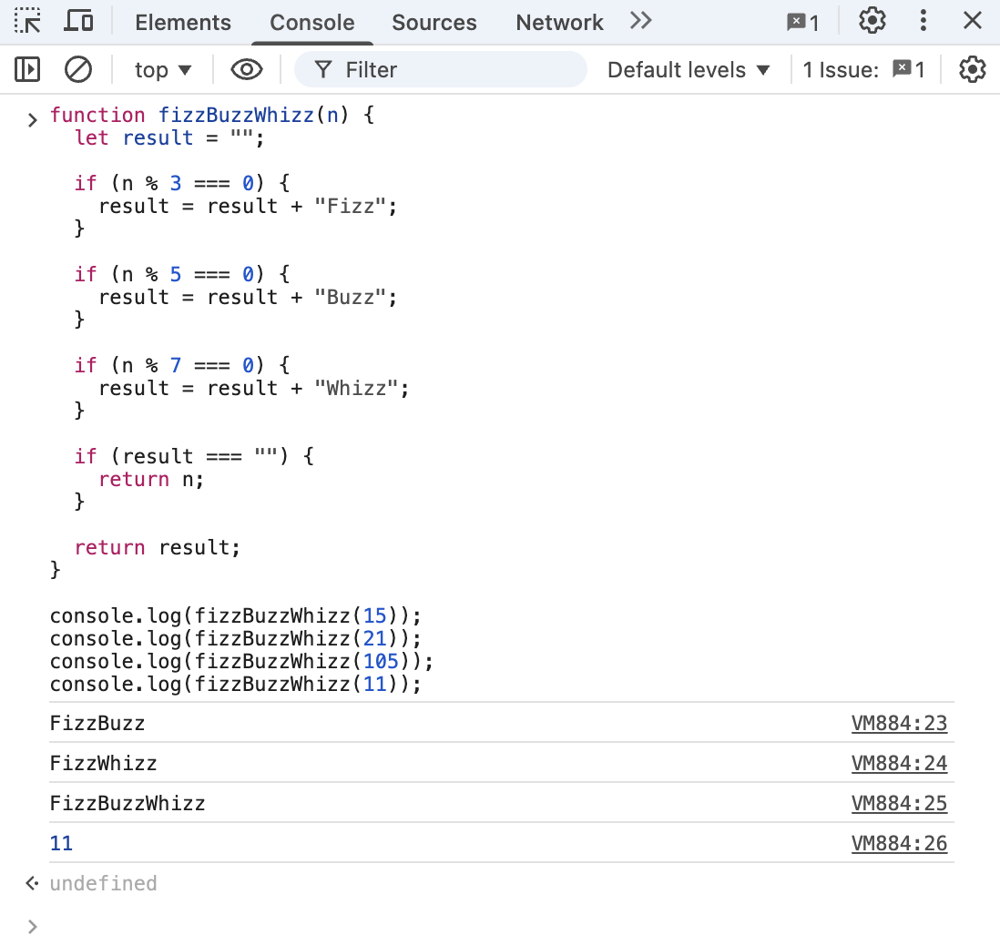 Elements Console Sources Network 1
top Filter Default levels 1 Issue: 1
function fizzBuzzWhizz(n) {
  let result = "";

  if (n % 3 === 0) {
    result = result + "Fizz";
  }

  if (n % 5 === 0) {
    result = result + "Buzz";
  }

  if (n % 7 === 0) {
    result = result + "Whizz";
  }

  if (result === "") {
    return n;
  }

  return result;
}

console.log(fizzBuzzWhizz(15));
console.log(fizzBuzzWhizz(21));
console.log(fizzBuzzWhizz(105));
console.log(fizzBuzzWhizz(11));
FizzBuzz VM884:23
FizzWhizz VM884:24
FizzBuzzWhizz VM884:25
11 VM884:26
undefined